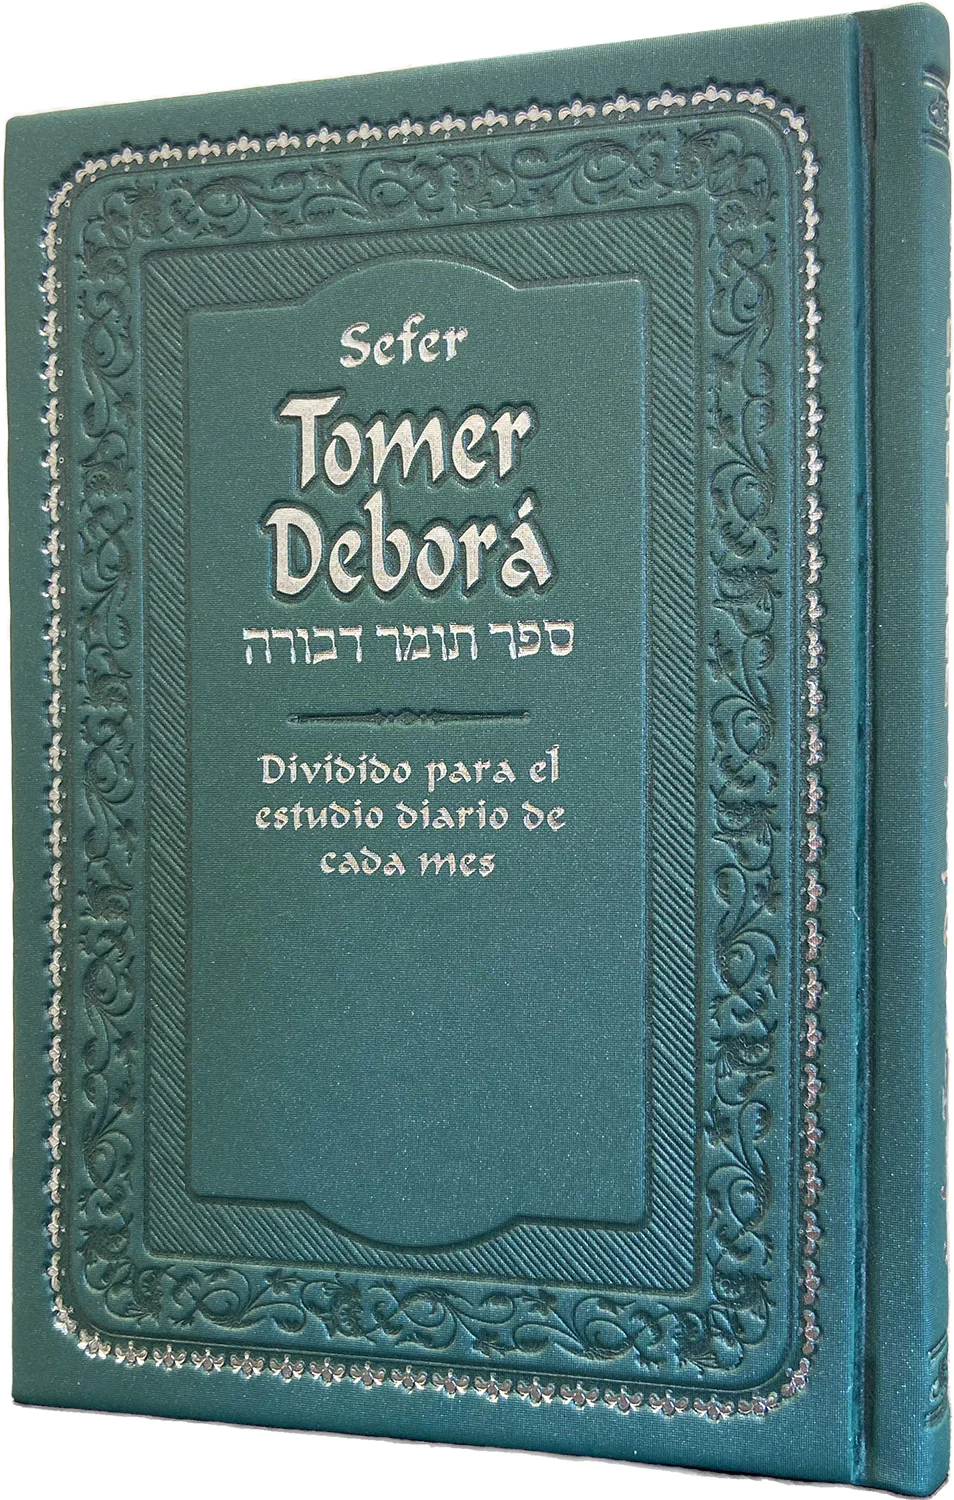 Sefer
Tomer
Deborá
ספר תומר דבורה
Dividido para el
estudio diario de
cada mes